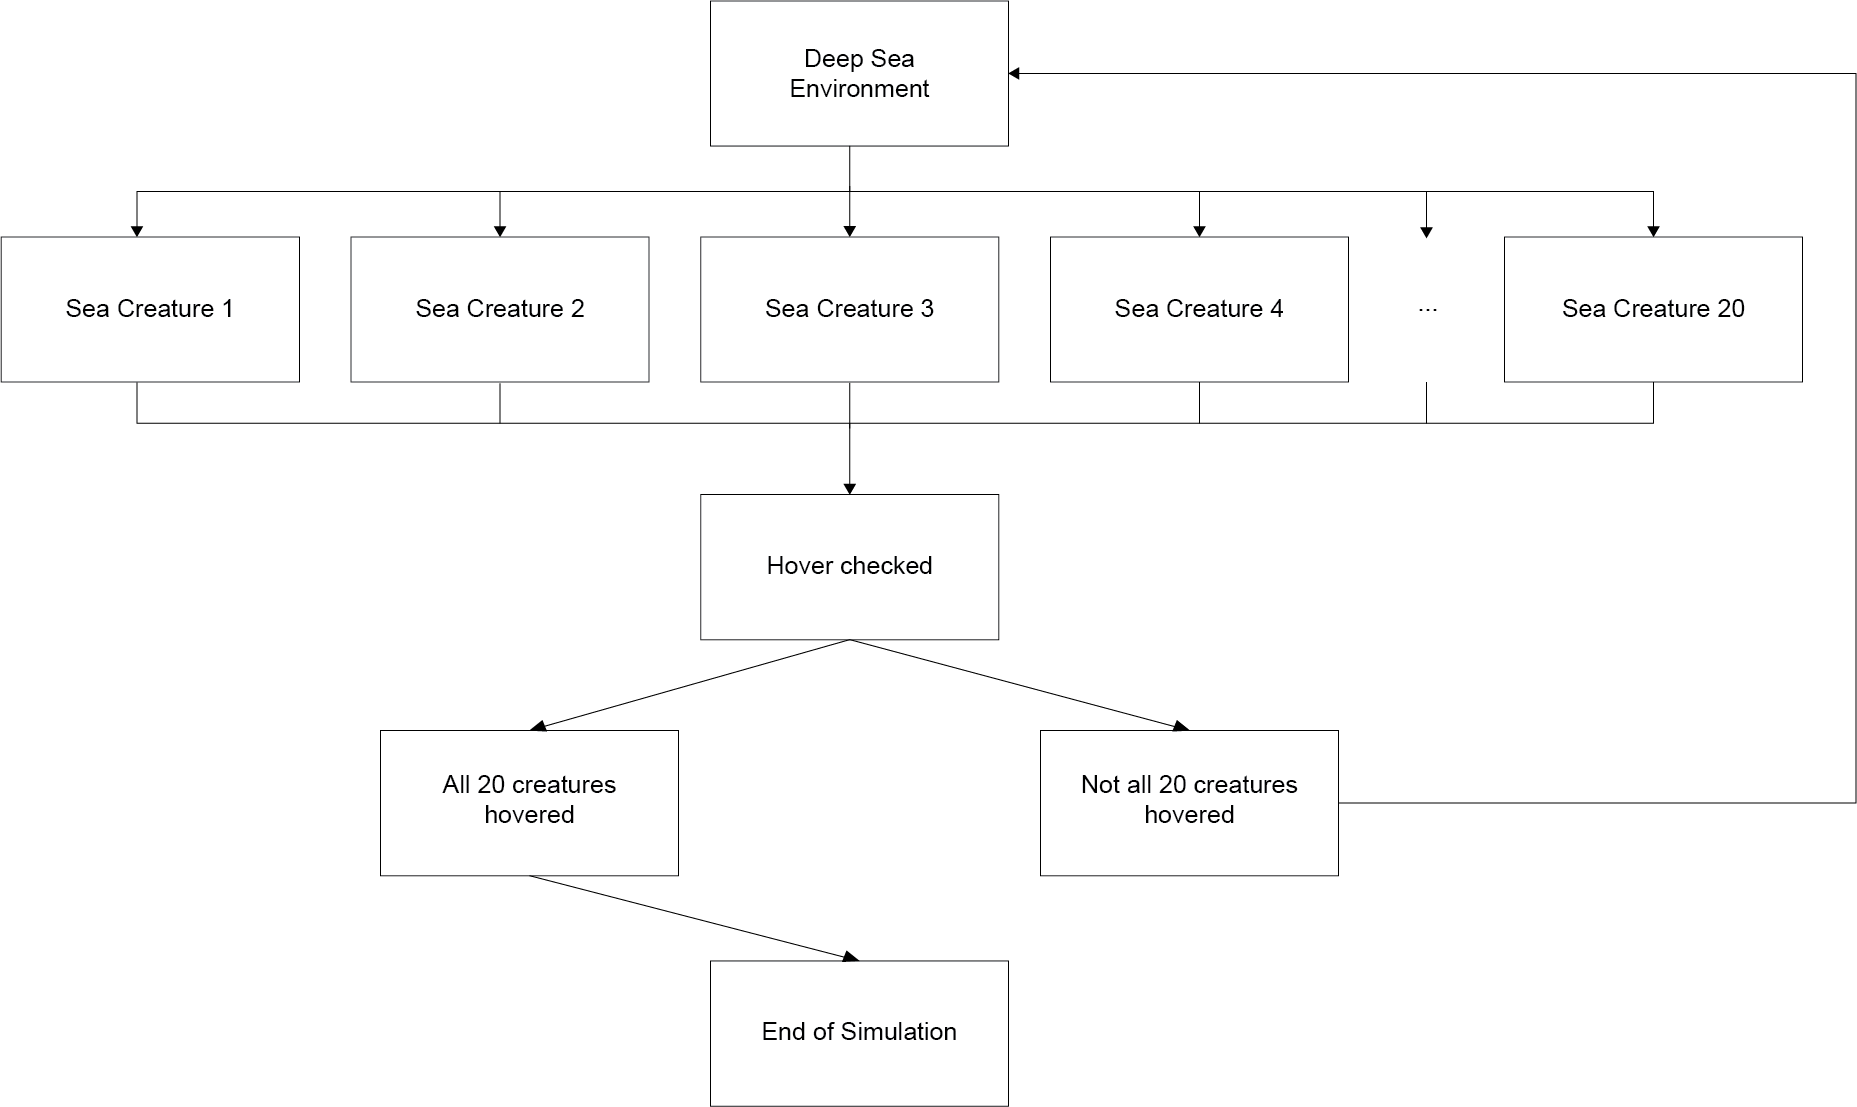 Deep Sea
Environment
Sea Creature 1
Sea Creature 2
Sea Creature 3
Sea Creature 4
...
Sea Creature 20
Hover checked
All 20 creatures
hovered
Not all 20 creatures
hovered
End of Simulation